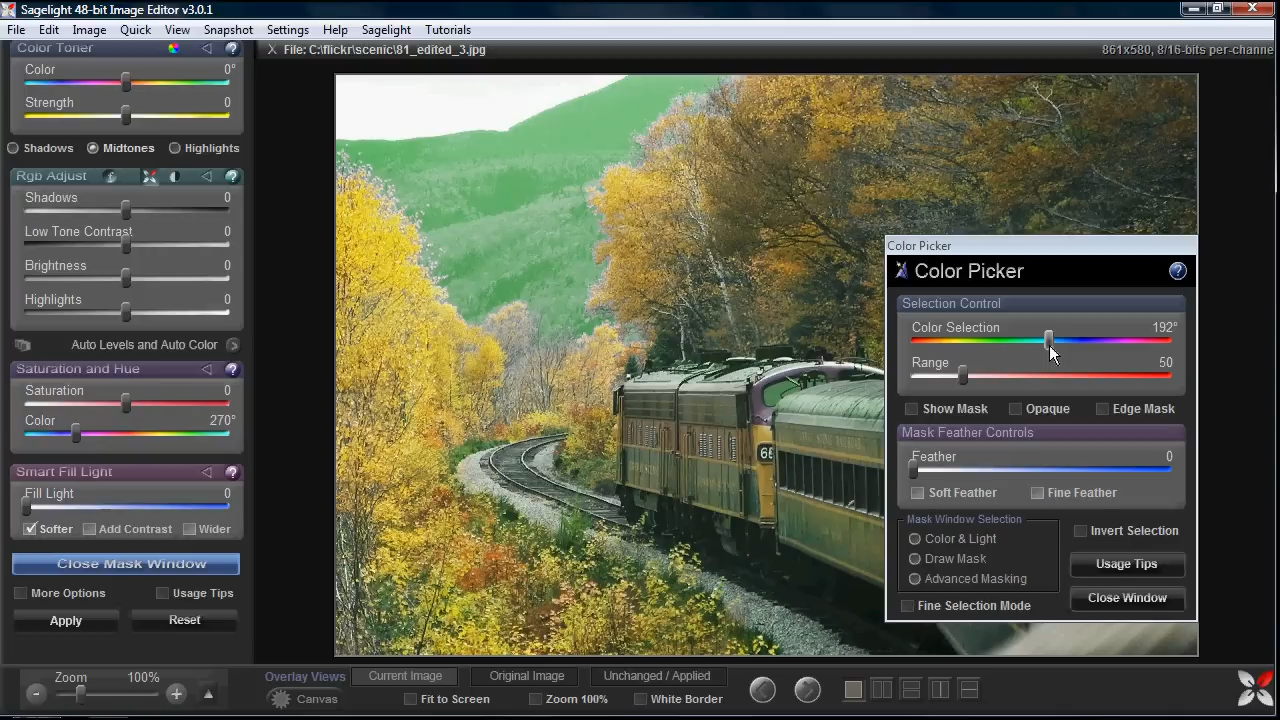 Sagelight 48-bit Image Editor v3.0.1
File Edit Image Quick View Snapshot Settings Help Sagelight Tutorials
Color Toner ?
X File: C:\flickr\scenic\81_edited_3.jpg 861x580, 8/16-bits per-channe
Color 0°
Strength 0
Shadows Midtones Highlights
Rgb Adjust ?
Shadows 0
Low Tone Contrast 0
Brightness 0
Highlights 0
Auto Levels and Auto Color
Saturation and Hue ?
Saturation 0
Color 270°
Smart Fill Light ?
Fill Light 0
Softer Add Contrast Wider
Close Mask Window
More Options Usage Tips
Apply Reset
Color Picker
Color Picker ?
Selection Control
Color Selection 192°
Range 50
Show Mask Opaque Edge Mask
Mask Feather Controls
Feather 0
Soft Feather Fine Feather
Mask Window Selection
Color & Light
Draw Mask
Advanced Masking
Invert Selection
Usage Tips
Close Window
Fine Selection Mode
Zoom 100%
Overlay Views Current Image Original Image Unchanged / Applied
Canvas Fit to Screen Zoom 100% White Border